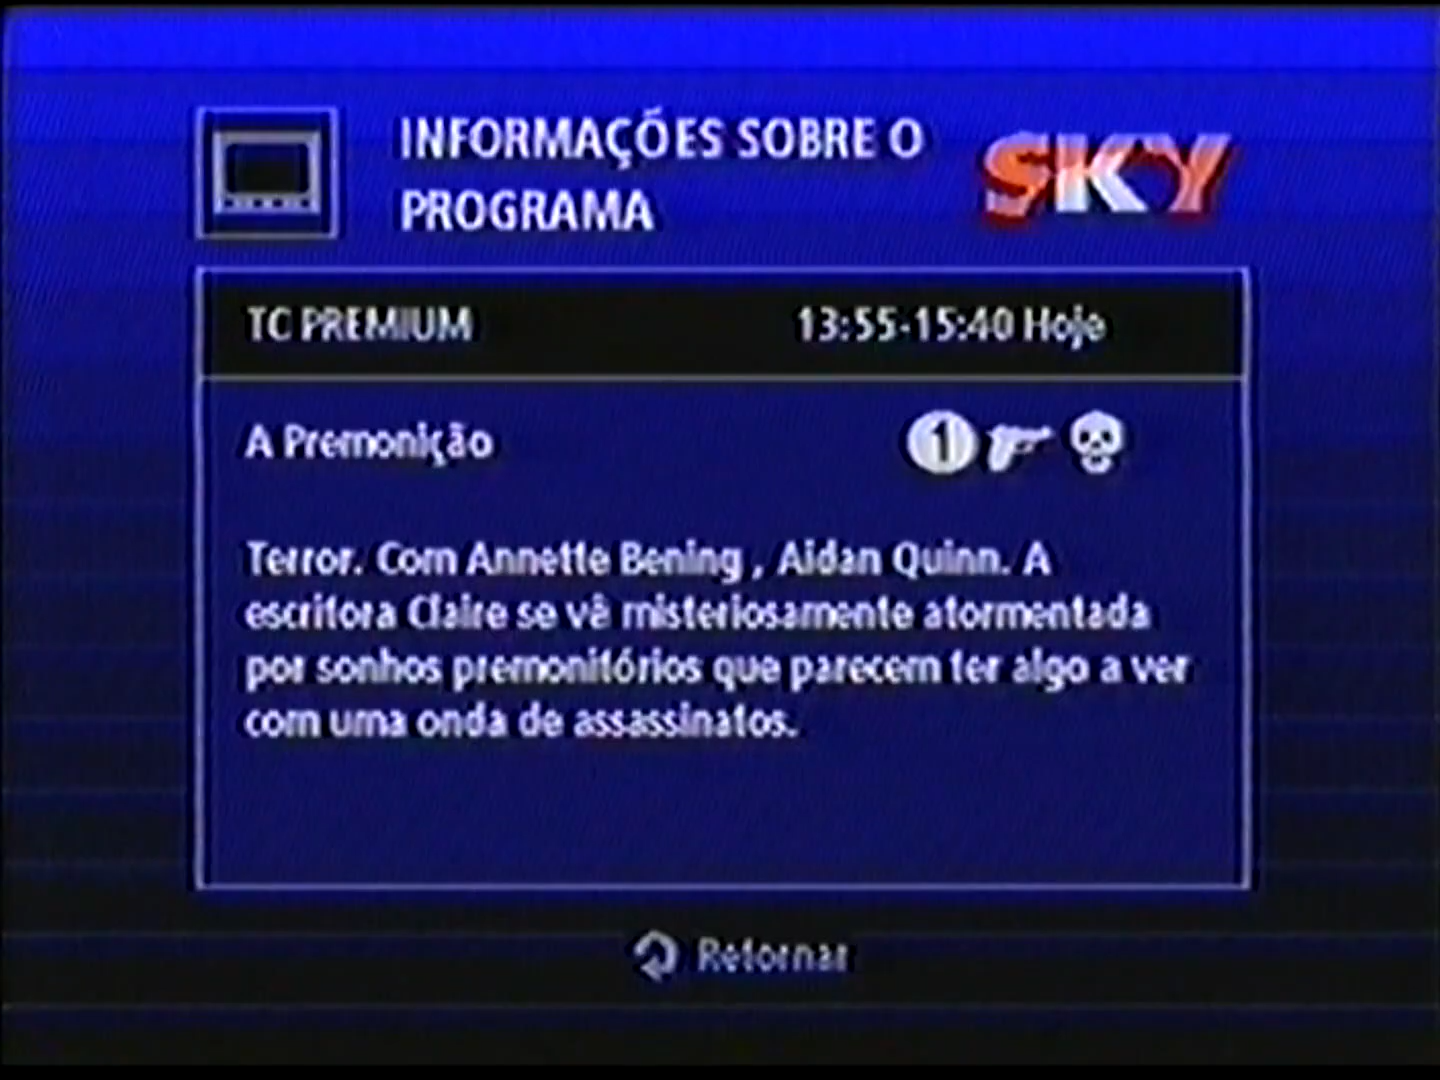 INFORMAÇÕES SOBRE O
PROGRAMA
SKY
TC PREMIUM 13:55-15:40 Hoje
A Premonição 1
Terror. Com Annette Bening , Aidan Quinn. A
escritora Claire se vê misteriosamente atormentada
por sonhos premonitórios que parecem ter algo a ver
com uma onda de assassinatos.
Retornar